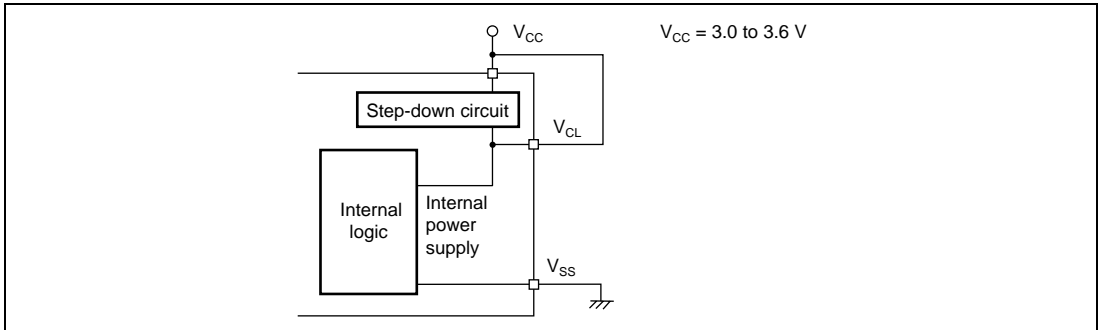 V_CC
V_CC = 3.0 to 3.6 V
Step-down circuit
V_CL
Internal
logic
Internal
power
supply
V_SS